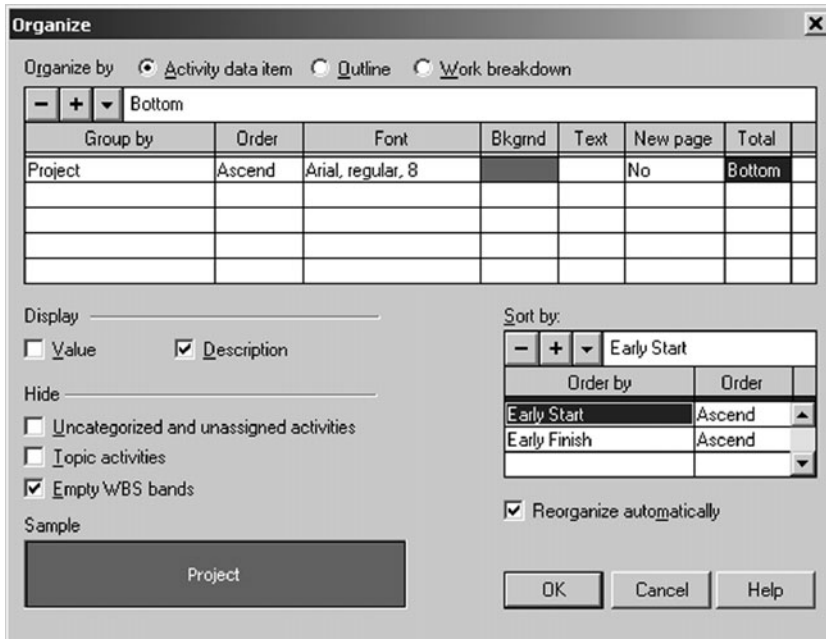 Organize
Organize by Activity data item Outline Work breakdown
Bottom
Group by Order Font Bkgrnd Text New page Total
Project Ascend Arial, regular, 8 No Bottom
Display
Value Description
Hide
Uncategorized and unassigned activities
Topic activities
Empty WBS bands
Sample
Project
Sort by:
Early Start
Order by Order
Early Start Ascend
Early Finish Ascend
Reorganize automatically
OK Cancel Help